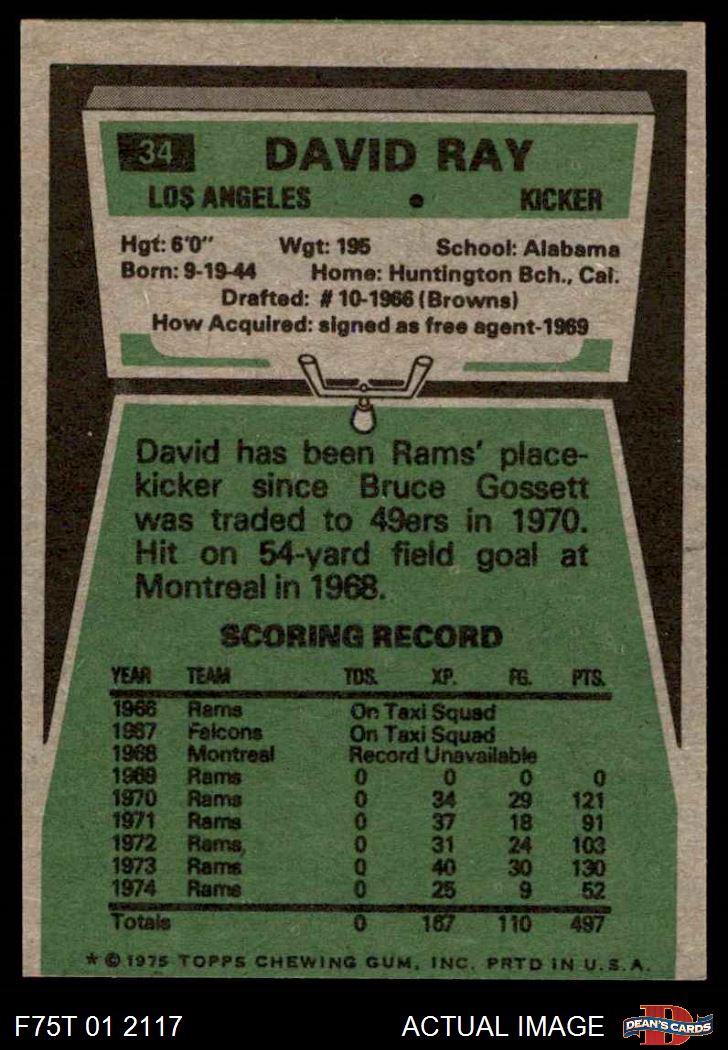 34 DAVID RAY
LOS ANGELES • KICKER
Hgt: 6'0" Wgt: 195 School: Alabama
Born: 9-19-44 Home: Huntington Bch., Cal.
Drafted: #10-1966 (Browns)
How Acquired: signed as free agent-1969
David has been Rams' place-
kicker since Bruce Gossett
was traded to 49ers in 1970.
Hit on 54-yard field goal at
Montreal in 1968.
SCORING RECORD
YEAR TEAM TDS. XP. FG. PTS.
1966 Rams On Taxi Squad
1967 Falcons On Taxi Squad
1968 Montreal Record Unavailable
1969 Rams 0 0 0 0
1970 Rams 0 34 29 121
1971 Rams 0 37 18 91
1972 Rams 0 31 24 103
1973 Rams 0 40 30 130
1974 Rams 0 25 9 52
Totals 0 167 110 497
* © 1975 TOPPS CHEWING GUM, INC. PRTD IN U.S.A.
F75T 01 2117 ACTUAL IMAGE D DEAN'S CARDS